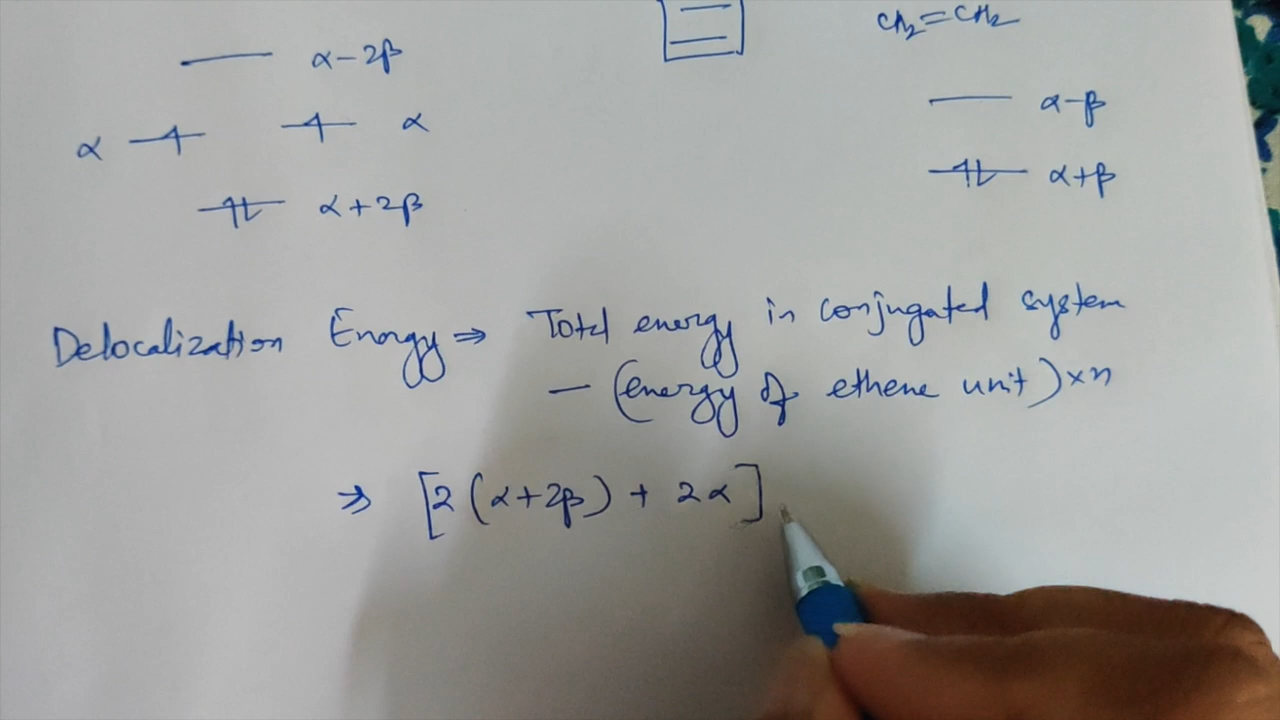 CH₂=CH₂
α-2β
α α
α+2β
α-β
α+β
Delocalization Energy ⇒ Total energy in conjugated system
— (energy of ethene unit) × n
⇒ [2(α+2β) + 2α]